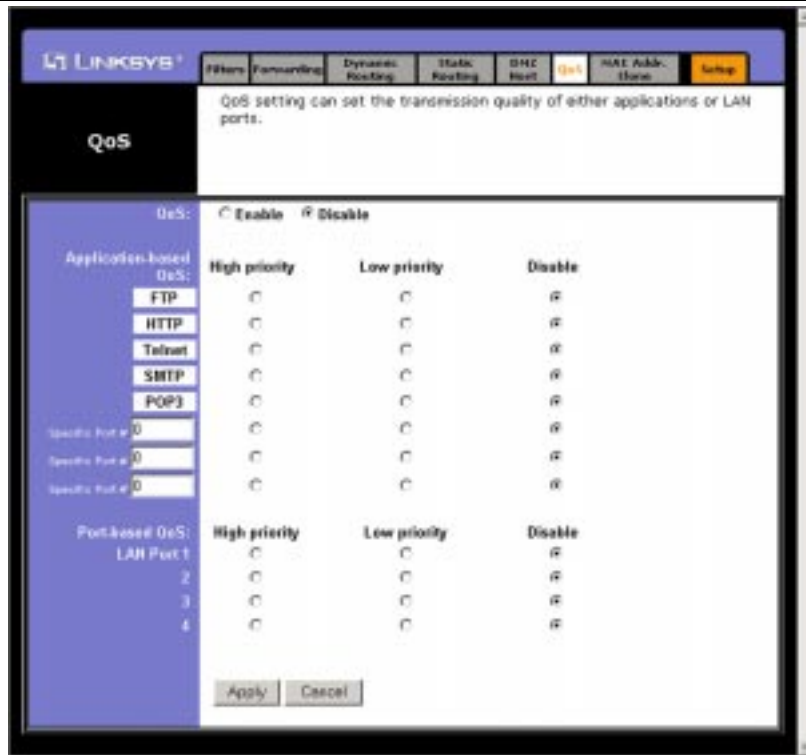 LINKSYS®
Filters Forwarding Dynamic Routing Static Routing DMZ Host QoS MAC Addr. Clone Setup
QoS
QoS setting can set the transmission quality of either applications or LAN
ports.
QoS: Enable Disable
Application-based
QoS: High priority Low priority Disable
FTP
HTTP
Telnet
SMTP
POP3
Specific Port # 0
Specific Port # 0
Specific Port # 0
Port-based QoS: High priority Low priority Disable
LAN Port 1
2
3
4
Apply Cancel